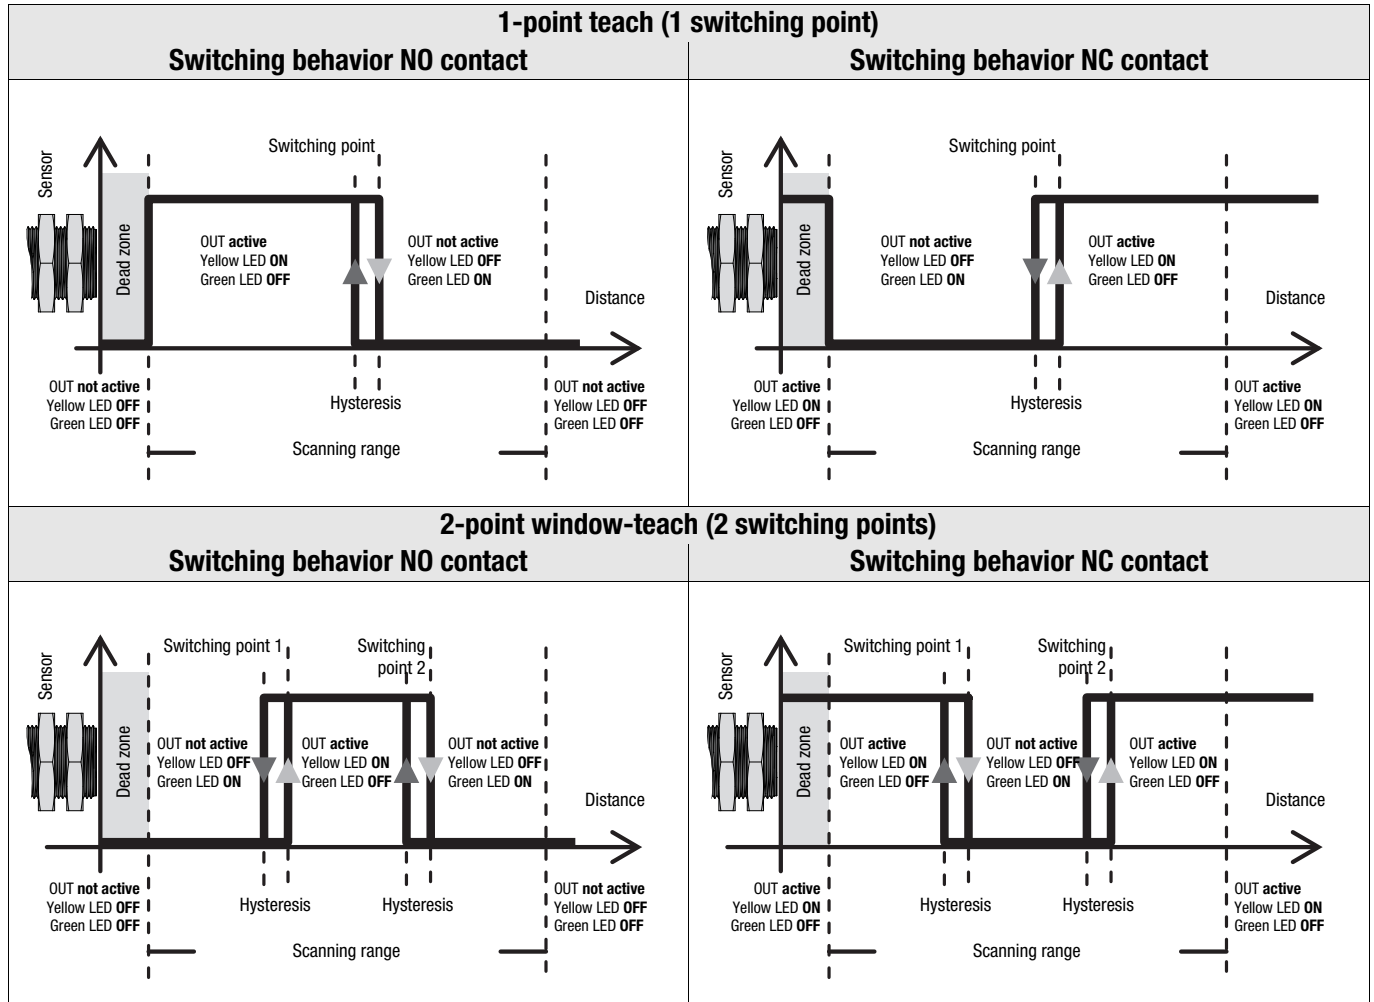 1-point teach (1 switching point)
Switching behavior NO contact
Switching behavior NC contact
Switching point
Sensor
Dead zone
OUT active
Yellow LED ON
Green LED OFF
OUT not active
Yellow LED OFF
Green LED ON
Distance
OUT not active
Yellow LED OFF
Green LED OFF
Hysteresis
OUT not active
Yellow LED OFF
Green LED OFF
Scanning range
Switching point
Sensor
Dead zone
OUT not active
Yellow LED OFF
Green LED ON
OUT active
Yellow LED ON
Green LED OFF
Distance
OUT active
Yellow LED ON
Green LED OFF
Hysteresis
OUT active
Yellow LED ON
Green LED OFF
Scanning range
2-point window-teach (2 switching points)
Switching behavior NO contact
Switching behavior NC contact
Switching point 1
Switching
point 2
Sensor
Dead zone
OUT not active
Yellow LED OFF
Green LED ON
OUT active
Yellow LED ON
Green LED OFF
OUT not active
Yellow LED OFF
Green LED ON
Distance
OUT not active
Yellow LED OFF
Green LED OFF
Hysteresis
Hysteresis
OUT not active
Yellow LED OFF
Green LED OFF
Scanning range
Switching point 1
Switching
point 2
Sensor
Dead zone
OUT active
Yellow LED ON
Green LED OFF
OUT not active
Yellow LED OFF
Green LED ON
OUT active
Yellow LED ON
Green LED OFF
Distance
OUT active
Yellow LED ON
Green LED OFF
Hysteresis
Hysteresis
OUT active
Yellow LED ON
Green LED OFF
Scanning range